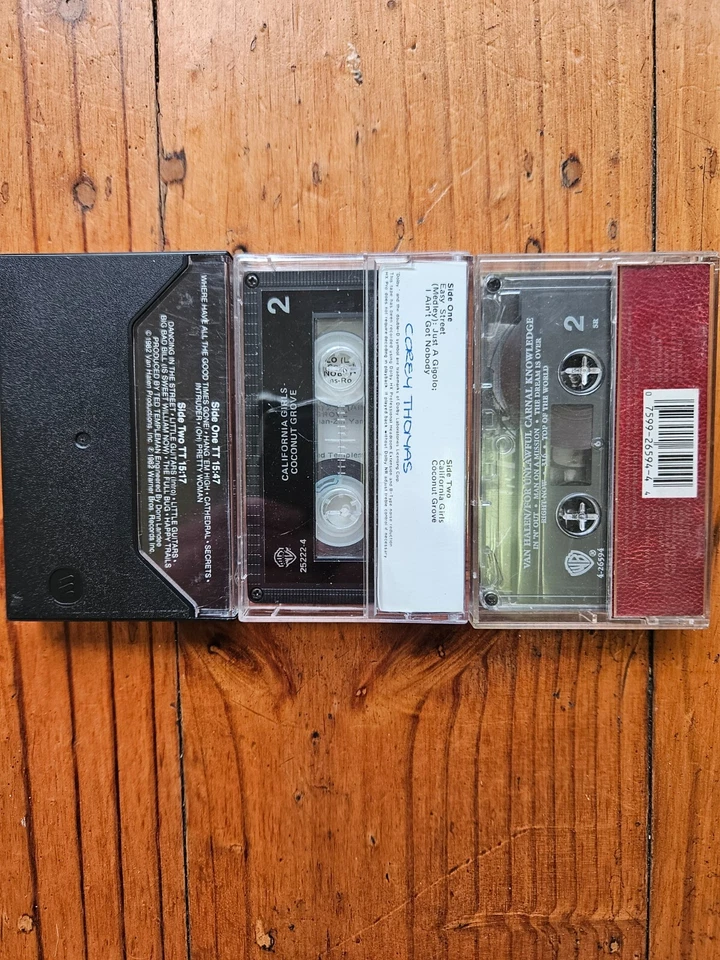 WHERE HAVE ALL THE GOOD TIMES GONE! • HANG 'EM HIGH • CATHEDRAL • SECRETS •
INTRUDER • (OH) PRETTY WOMAN
Side One TT 15:47
Side Two TT 15:17
DANCING IN THE STREET • LITTLE GUITARS (Intro) • LITTLE GUITARS •
BIG BAD BILL (IS SWEET WILLIAM NOW) • THE FULL BUG • HAPPY TRAILS
PRODUCED BY TED TEMPLEMAN Engineered By Donn Landee
© 1982 Van Halen Productions, Inc. ℗ 1982 Warner Bros. Records Inc.
2
CALIFORNIA GIRLS •
COCONUT GROVE
25222-4
Side One
Easy Street
(Medley): Just A Gigolo;
I Ain't Got Nobody
Side Two
California Girls
Coconut Grove
COREY THOMAS
2
SR
VAN HALEN/FOR UNLAWFUL CARNAL KNOWLEDGE
IN 'N' OUT • MAN ON A MISSION • THE DREAM IS OVER
TOP OF THE WORLD
26594-4
0 7599-26594-4 4